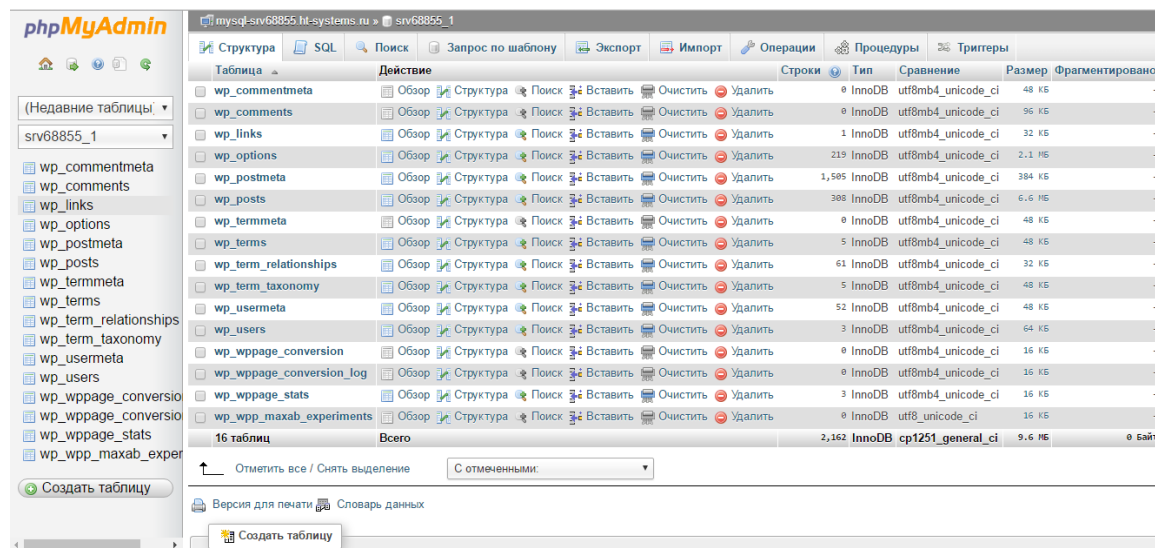 phpMyAdmin
(Недавние таблицы)
srv68855_1
wp_commentmeta
wp_comments
wp_links
wp_options
wp_postmeta
wp_posts
wp_termmeta
wp_terms
wp_term_relationships
wp_term_taxonomy
wp_usermeta
wp_users
wp_wppage_conversio
wp_wppage_conversio
wp_wppage_stats
wp_wpp_maxab_exper
Создать таблицу
mysql-srv68855.ht-systems.ru » srv68855_1
Структура SQL Поиск Запрос по шаблону Экспорт Импорт Операции Процедуры Триггеры
Таблица Действие Строки Тип Сравнение Размер Фрагментировано
wp_commentmeta Обзор Структура Поиск Вставить Очистить Удалить 0 InnoDB utf8mb4_unicode_ci 48 КБ -
wp_comments Обзор Структура Поиск Вставить Очистить Удалить 0 InnoDB utf8mb4_unicode_ci 96 КБ -
wp_links Обзор Структура Поиск Вставить Очистить Удалить 1 InnoDB utf8mb4_unicode_ci 32 КБ -
wp_options Обзор Структура Поиск Вставить Очистить Удалить 219 InnoDB utf8mb4_unicode_ci 2.1 МБ -
wp_postmeta Обзор Структура Поиск Вставить Очистить Удалить 1,505 InnoDB utf8mb4_unicode_ci 384 КБ -
wp_posts Обзор Структура Поиск Вставить Очистить Удалить 308 InnoDB utf8mb4_unicode_ci 6.6 МБ -
wp_termmeta Обзор Структура Поиск Вставить Очистить Удалить 0 InnoDB utf8mb4_unicode_ci 48 КБ -
wp_terms Обзор Структура Поиск Вставить Очистить Удалить 5 InnoDB utf8mb4_unicode_ci 48 КБ -
wp_term_relationships Обзор Структура Поиск Вставить Очистить Удалить 61 InnoDB utf8mb4_unicode_ci 32 КБ -
wp_term_taxonomy Обзор Структура Поиск Вставить Очистить Удалить 5 InnoDB utf8mb4_unicode_ci 48 КБ -
wp_usermeta Обзор Структура Поиск Вставить Очистить Удалить 52 InnoDB utf8mb4_unicode_ci 48 КБ -
wp_users Обзор Структура Поиск Вставить Очистить Удалить 3 InnoDB utf8mb4_unicode_ci 64 КБ -
wp_wppage_conversion Обзор Структура Поиск Вставить Очистить Удалить 0 InnoDB utf8mb4_unicode_ci 16 КБ -
wp_wppage_conversion_log Обзор Структура Поиск Вставить Очистить Удалить 0 InnoDB utf8mb4_unicode_ci 16 КБ -
wp_wppage_stats Обзор Структура Поиск Вставить Очистить Удалить 3 InnoDB utf8mb4_unicode_ci 16 КБ -
wp_wpp_maxab_experiments Обзор Структура Поиск Вставить Очистить Удалить 0 InnoDB utf8_unicode_ci 16 КБ -
16 таблиц Всего 2,162 InnoDB cp1251_general_ci 9.6 МБ 0 Байт
Отметить все / Снять выделение С отмеченными:
Версия для печати Словарь данных
Создать таблицу